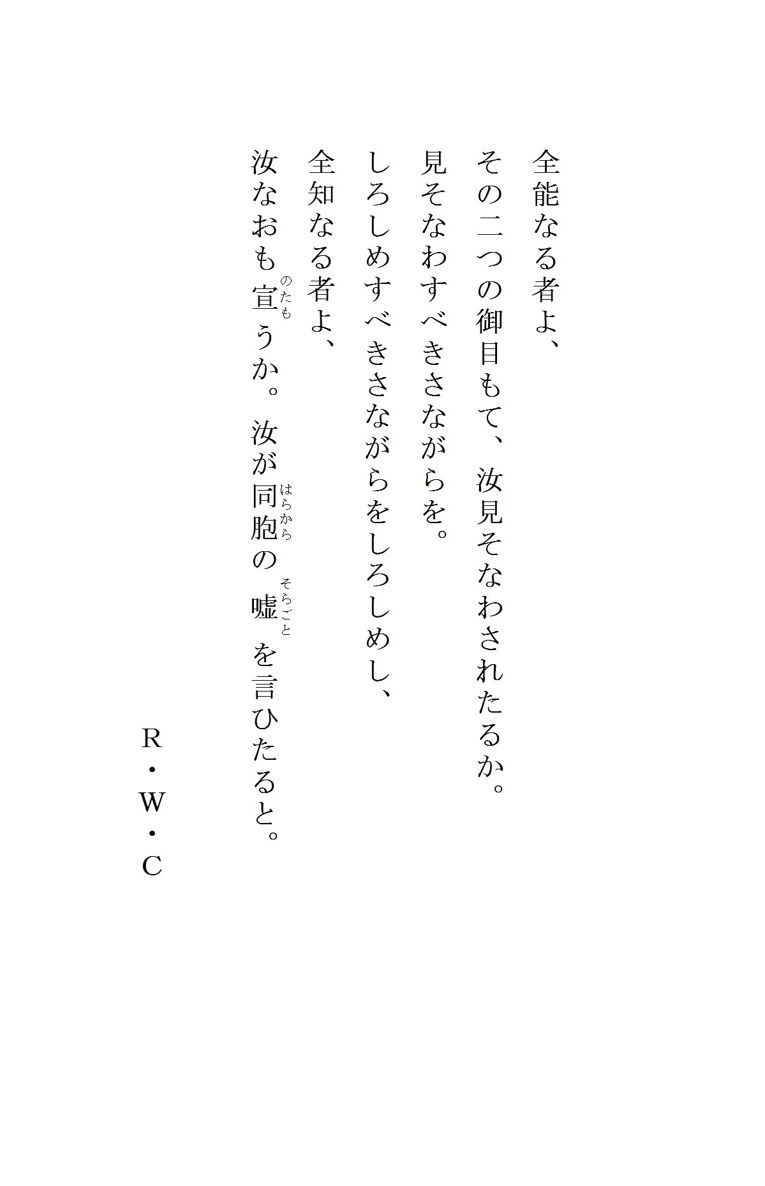 全能なる者よ、
その二つの御目もて、汝見そなわされたるか。
見そなわすべきさながらを。
しろしめすべきさながらをしろしめし、
全知なる者よ、
汝なおも宣うか。汝が同胞の嘘を言ひたると。
のたも
はらから
そらごと
R・W・C